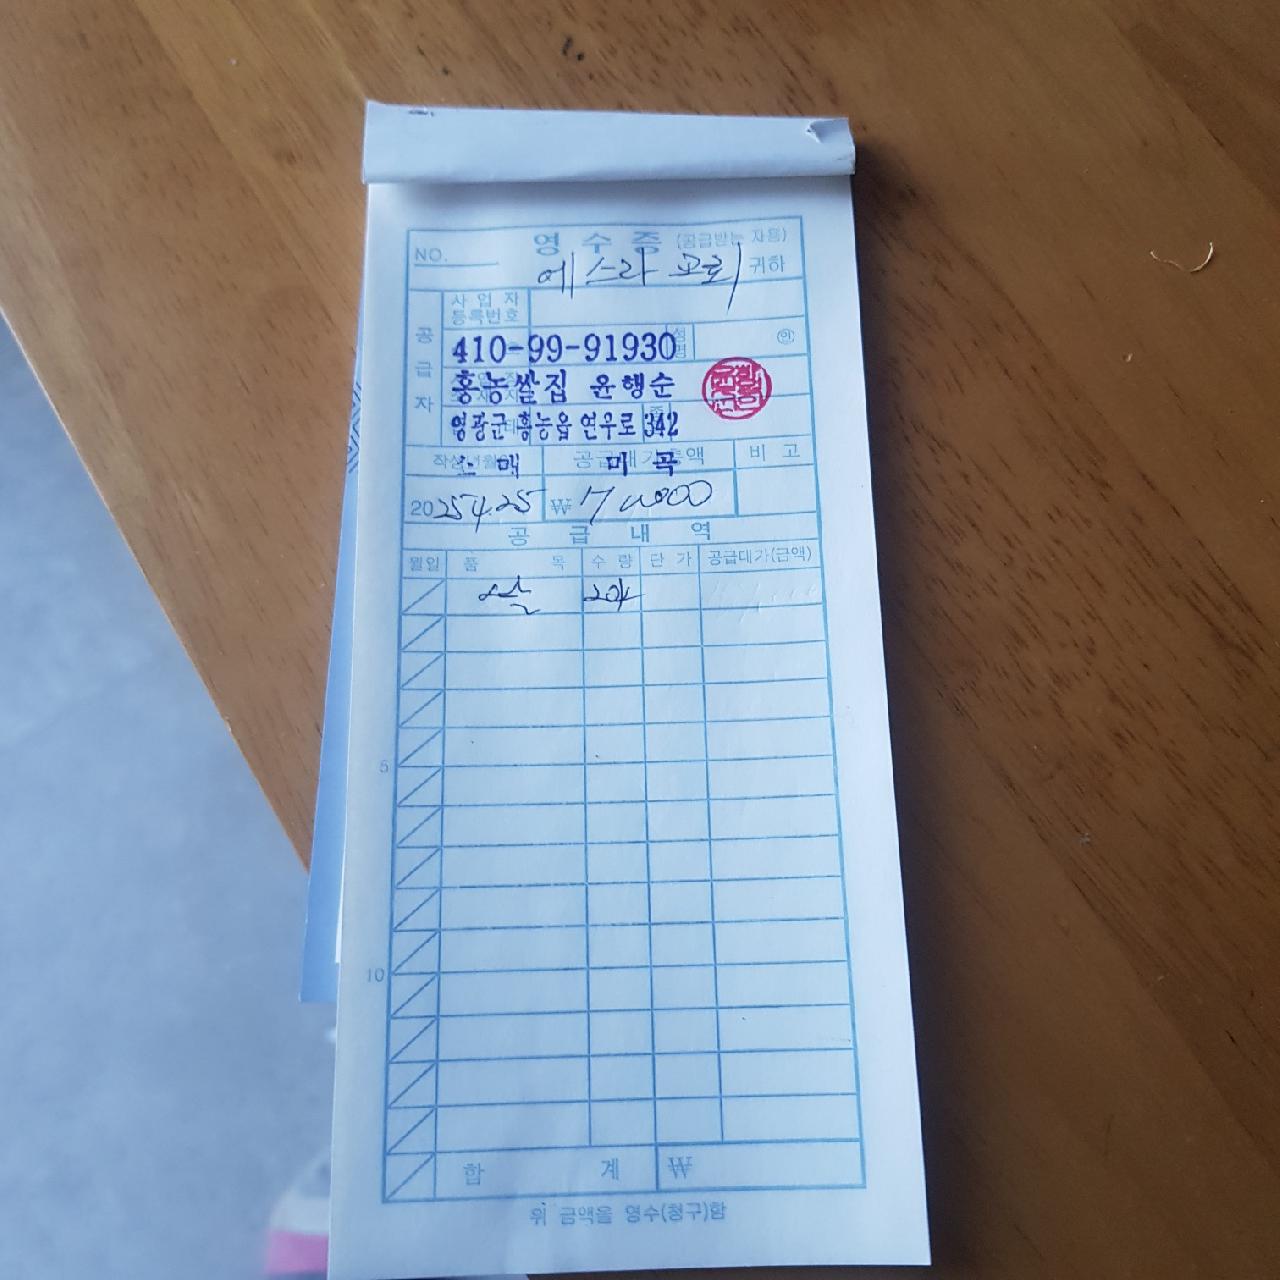 NO.
영 수 증 (공급받는 자용)
에스라 교회 귀하
공급자
사업자
등록번호
410-99-91930
성명 ㊞
홍농쌀집 윤행순
영광군 홍농읍 연우로 342
소 매 미 곡
작성년월일 공급대가총액 비 고
2025 4. 25 ₩
공 급 내 역
월일 품 목 수 량 단 가 공급대가(금액)
쌀
5
10
합 계 ₩
위 금액을 영수(청구)함